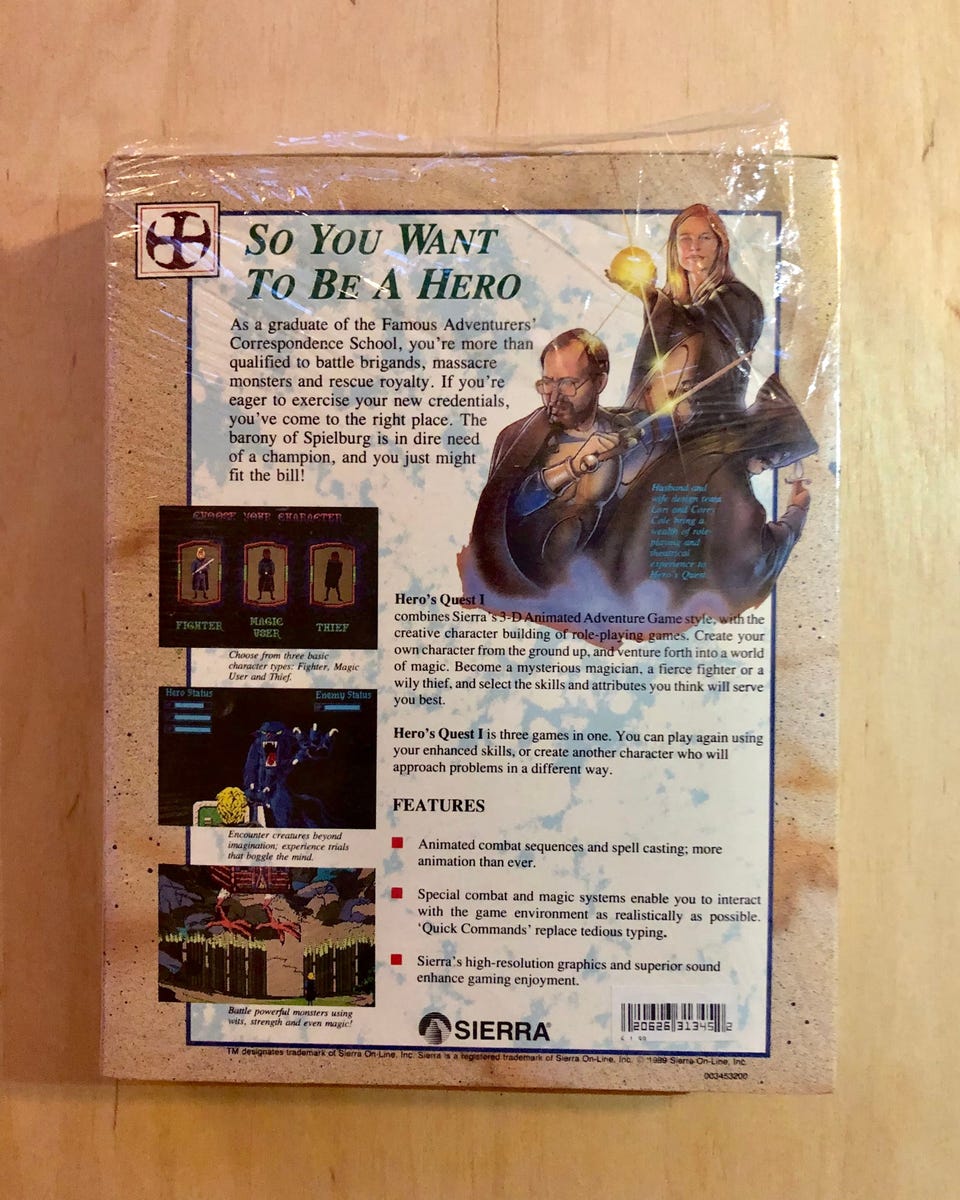 So You Want
To Be A Hero
As a graduate of the Famous Adventurers'
Correspondence School, you're more than
qualified to battle brigands, massacre
monsters and rescue royalty. If you're
eager to exercise your new credentials,
you've come to the right place. The
barony of Spielburg is in dire need
of a champion, and you just might
fit the bill!
Husband and
wife design team
Lori and Corey
Cole bring a
wealth of role-
playing and
theatrical
experience to
Hero's Quest
CHOOSE YOUR CHARACTER
FIGHTER
MAGIC
USER
THIEF
Choose from three basic
character types: Fighter, Magic
User and Thief.
Hero Status
Enemy Status
Encounter creatures beyond
imagination; experience trials
that boggle the mind.
Battle powerful monsters using
wits, strength and even magic!
Hero's Quest I
combines Sierra's 3-D Animated Adventure Game style, with the
creative character building of role-playing games. Create your
own character from the ground up, and venture forth into a world
of magic. Become a mysterious magician, a fierce fighter or a
wily thief, and select the skills and attributes you think will serve
you best.
Hero's Quest I is three games in one. You can play again using
your enhanced skills, or create another character who will
approach problems in a different way.
FEATURES
Animated combat sequences and spell casting; more
animation than ever.
Special combat and magic systems enable you to interact
with the game environment as realistically as possible.
'Quick Commands' replace tedious typing.
Sierra's high-resolution graphics and superior sound
enhance gaming enjoyment.
SIERRA®
20626 31345 2
TM designates trademark of Sierra On-Line, Inc. Sierra is a registered trademark of Sierra On-Line, Inc. © 1989 Sierra On-Line, Inc.
003453200